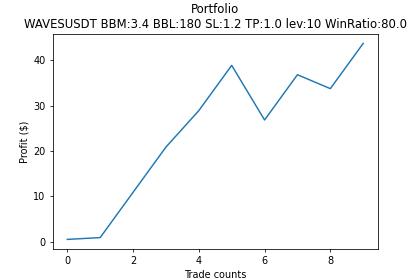 Portfolio
WAVESUSDT BBM:3.4 BBL:180 SL:1.2 TP:1.0 lev:10 WinRatio:80.0
40
30
20
10
0
Profit ($)
0 2 4 6 8
Trade counts